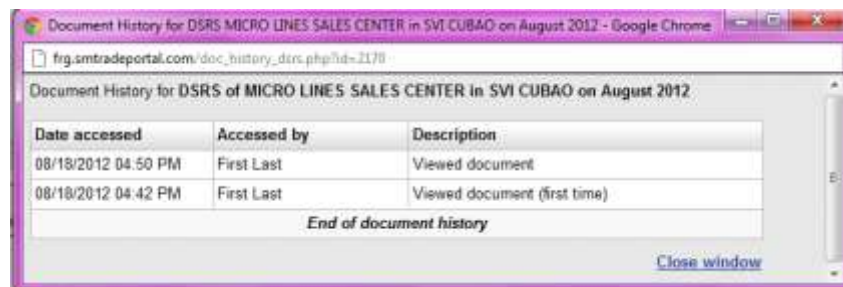 Document History for DSRS MICRO LINES SALES CENTER in SVI CUBAO on August 2012 - Google Chrome
frg.smtradeportal.com/doc_history_dsrs.php?id=2170
Document History for DSRS of MICRO LINES SALES CENTER in SVI CUBAO on August 2012
Date accessed Accessed by Description
08/18/2012 04:50 PM First Last Viewed document
08/18/2012 04:42 PM First Last Viewed document (first time)
End of document history
Close window